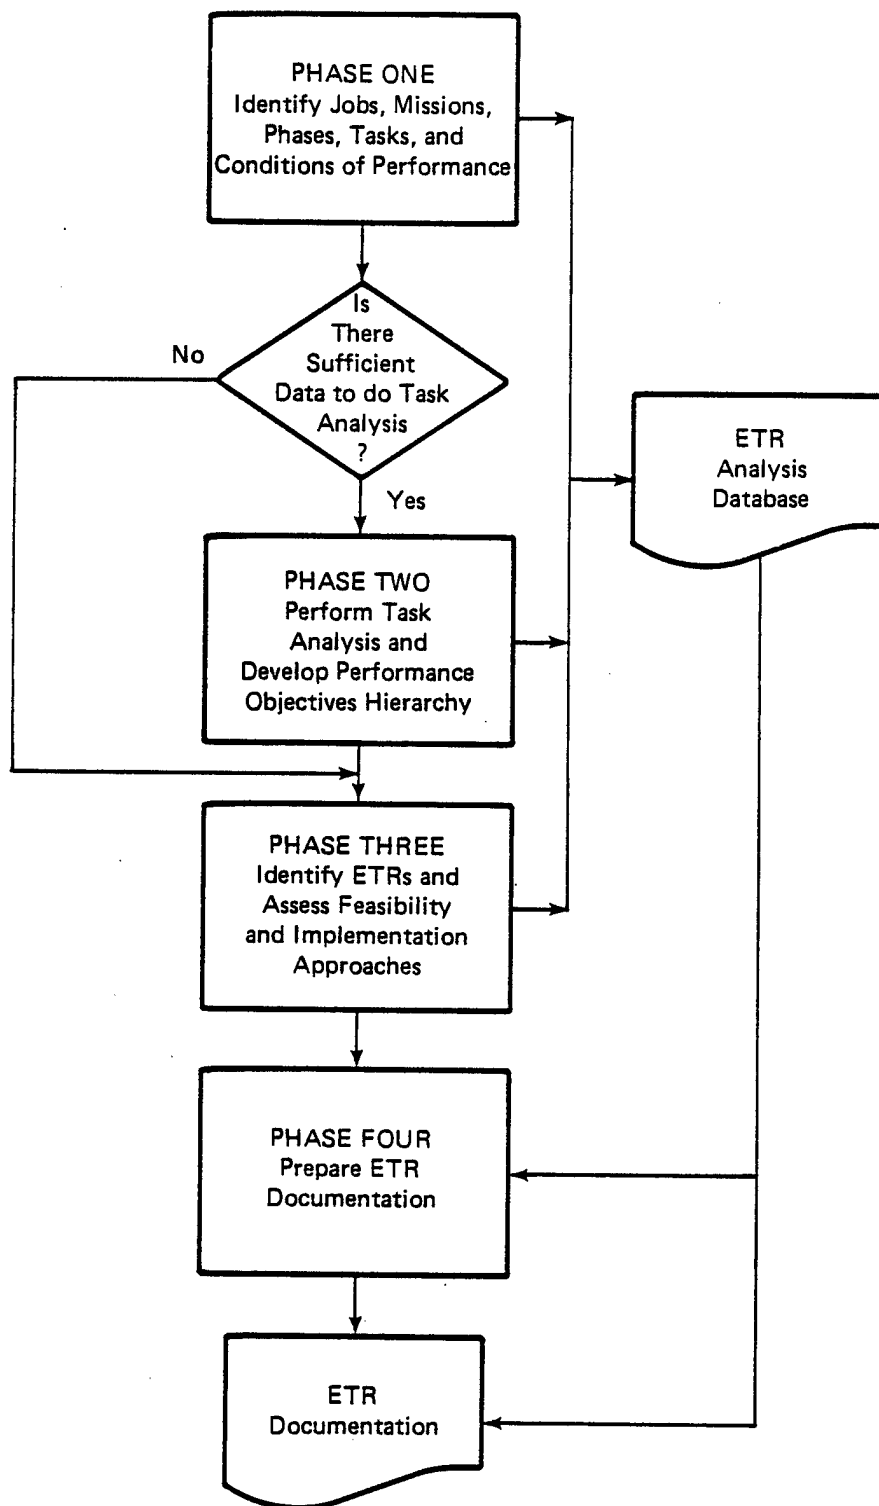 PHASE ONE
Identify Jobs, Missions,
Phases, Tasks, and
Conditions of Performance
Is
There
Sufficient
Data to do Task
Analysis
?
No
Yes
ETR
Analysis
Database
PHASE TWO
Perform Task
Analysis and
Develop Performance
Objectives Hierarchy
PHASE THREE
Identify ETRs and
Assess Feasibility
and Implementation
Approaches
PHASE FOUR
Prepare ETR
Documentation
ETR
Documentation